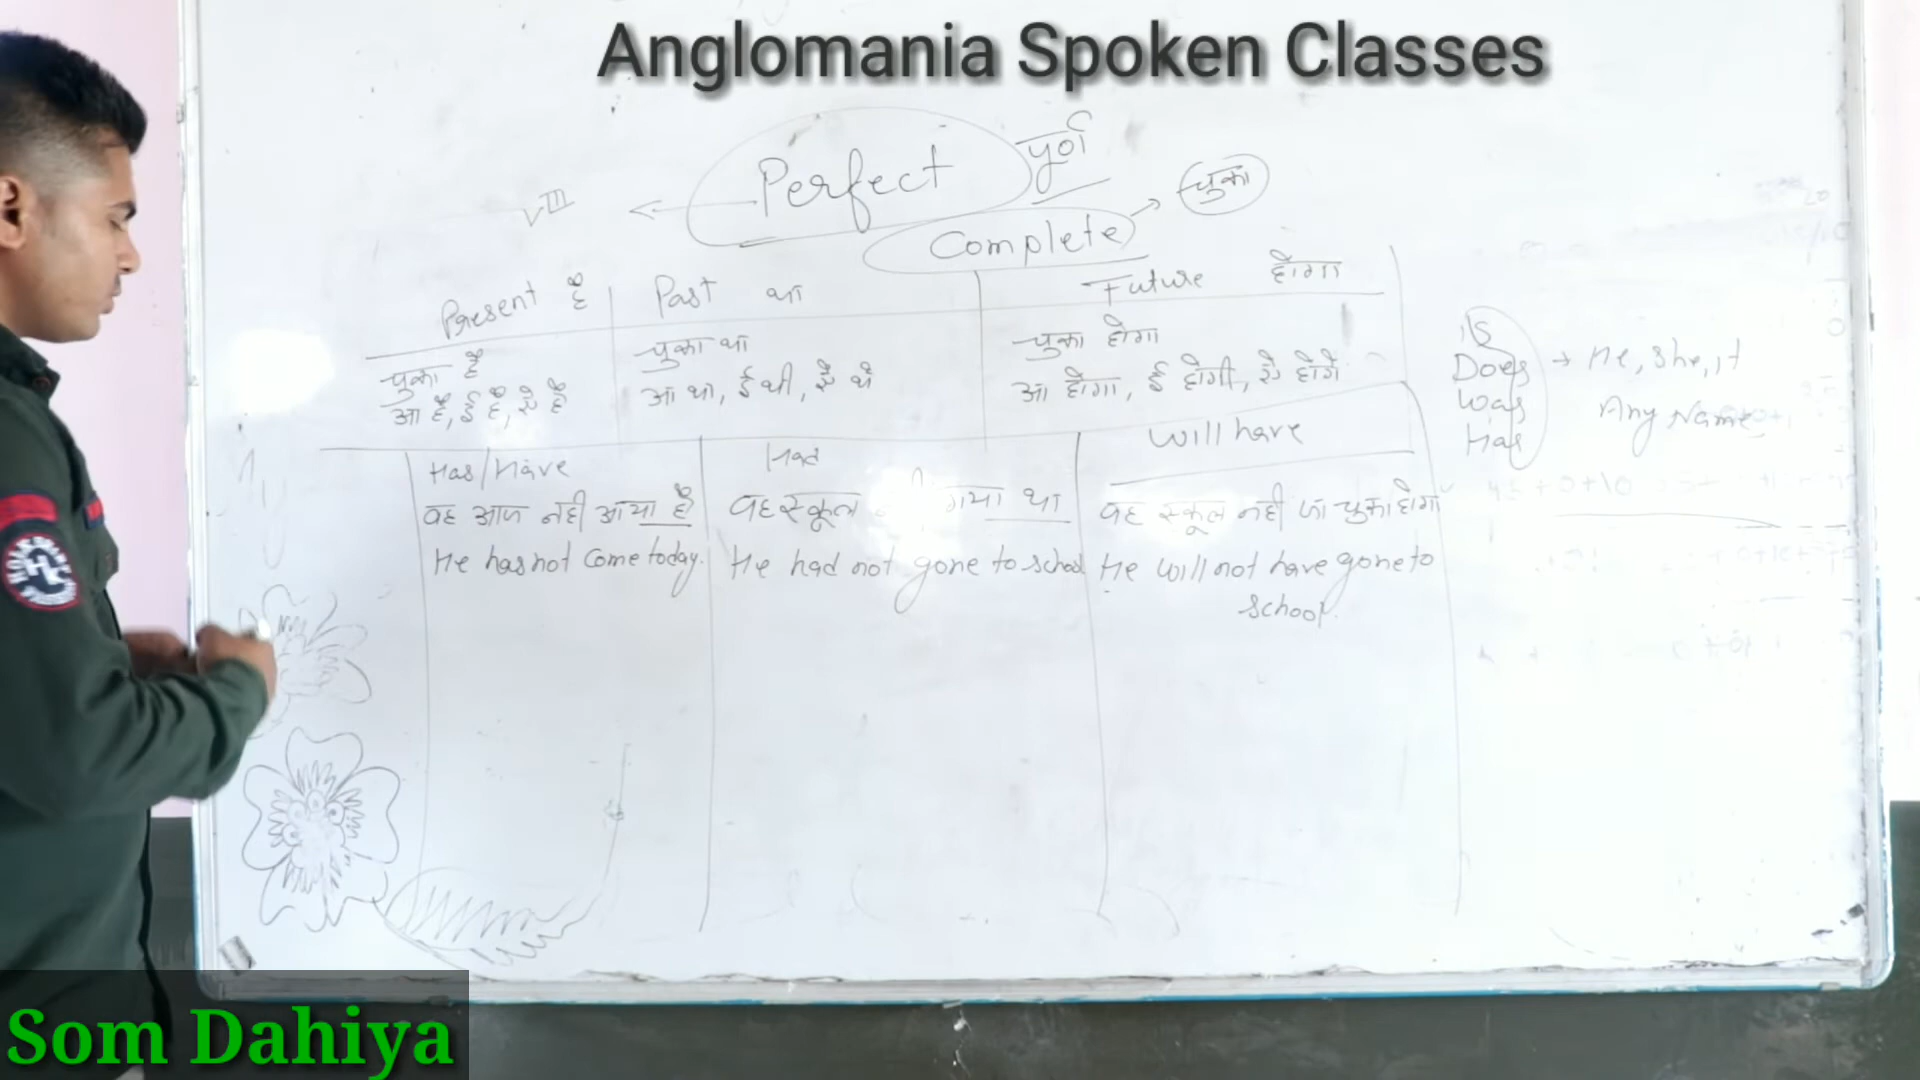 Anglomania Spoken Classes
Perfect पूर्ण
VIII
Complete चुका
Present है Past था Future होगा
चुका है चुका था चुका होगा
आ है, ई है, ए है आ था, ई थी, ए थे आ होगा, ई होगी, ए होंगे
Is
Does → He, she, it
Was Any Name
Has
Has/Have Had Will have
वह आज नही आया है वह स्कूल गया था वह स्कूल नही जा चुका होगा
He has not Come today. He had not gone to school He will not have gone to
school.
Som Dahiya